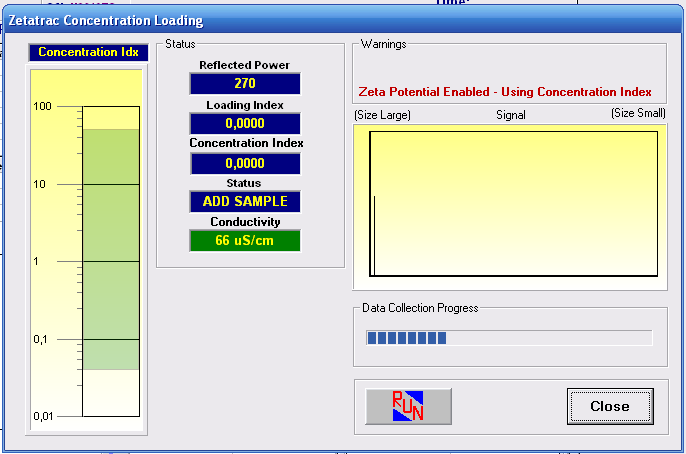 Time:
Zetatrac Concentration Loading
Concentration Idx
100
10
1
0,1
0,01
Status
Reflected Power
270
Loading Index
0,0000
Concentration Index
0,0000
Status
ADD SAMPLE
Conductivity
66 uS/cm
Warnings
Zeta Potential Enabled - Using Concentration Index
(Size Large) Signal (Size Small)
Data Collection Progress
RUN
Close